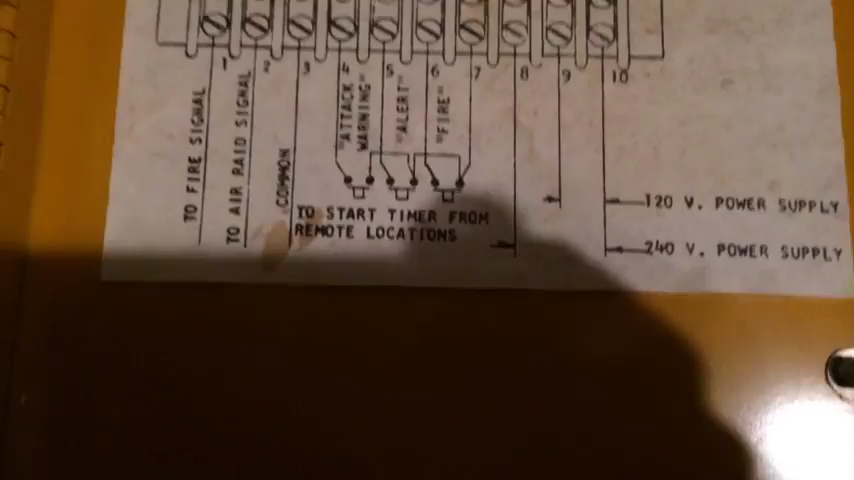 1 2 3 4 5 6 7 8 9 10
TO FIRE SIGNAL
TO AIR RAID SIGNAL
COMMON
"ATTACK
WARNING"
"ALERT"
"FIRE"
TO START TIMER FROM
REMOTE LOCATIONS
120 V. POWER SUPPLY
240 V. POWER SUPPLY